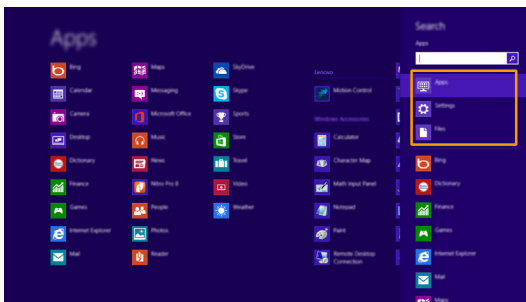 Apps
Bing
Calendar
Camera
Desktop
Dictionary
Finance
Games
Internet Explorer
Mail
Maps
Messaging
Microsoft Office
Music
News
Nitro Pro 8
People
Photos
Reader
SkyDrive
Skype
Sports
Store
Travel
Video
Weather
Lenovo
Motion Control
Windows Accessories
Calculator
Character Map
Math Input Panel
Notepad
Paint
Remote Desktop
Connection
Search
Apps
Apps
Settings
Files
Bing
Dictionary
Finance
Games
Internet Explorer
Mail
Maps